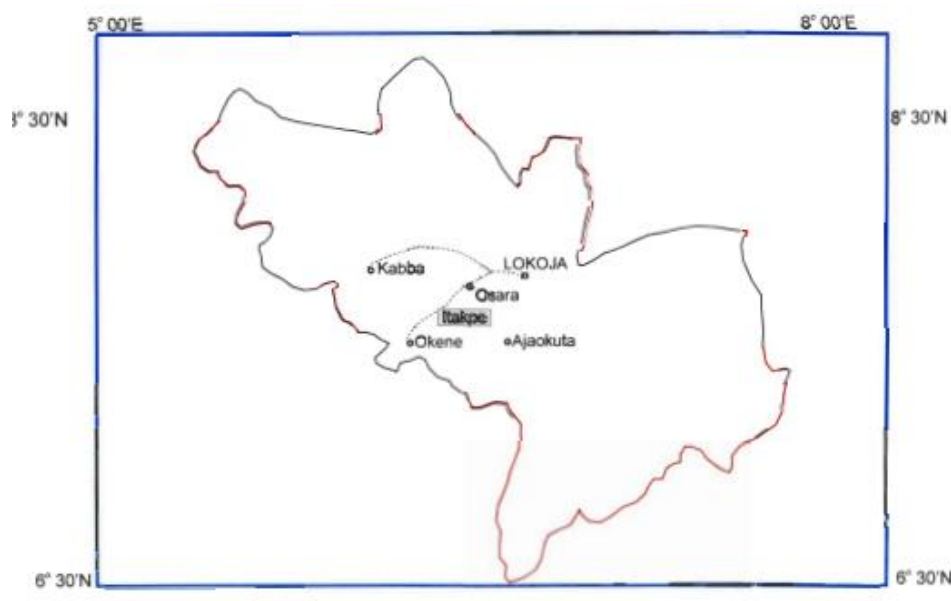 5° 00'E
8° 00'E
8° 30'N
8° 30'N
LOKOJA
Kabba
Osara
Itakpe
Okene
Ajaokuta
6° 30'N
6° 30'N